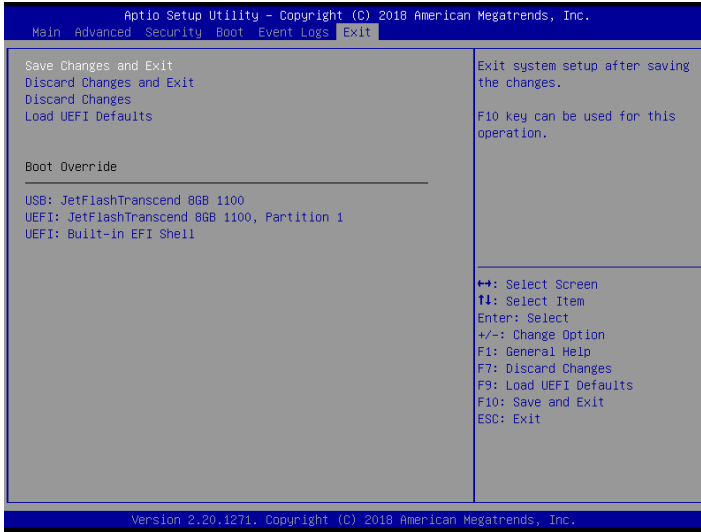 Aptio Setup Utility – Copyright (C) 2018 American Megatrends, Inc.
Main Advanced Security Boot Event Logs Exit
Save Changes and Exit
Discard Changes and Exit
Discard Changes
Load UEFI Defaults
Boot Override
USB: JetFlashTranscend 8GB 1100
UEFI: JetFlashTranscend 8GB 1100, Partition 1
UEFI: Built-in EFI Shell
Exit system setup after saving
the changes.
F10 key can be used for this
operation.
↔: Select Screen
↑↓: Select Item
Enter: Select
+/-: Change Option
F1: General Help
F7: Discard Changes
F9: Load UEFI Defaults
F10: Save and Exit
ESC: Exit
Version 2.20.1271. Copyright (C) 2018 American Megatrends, Inc.